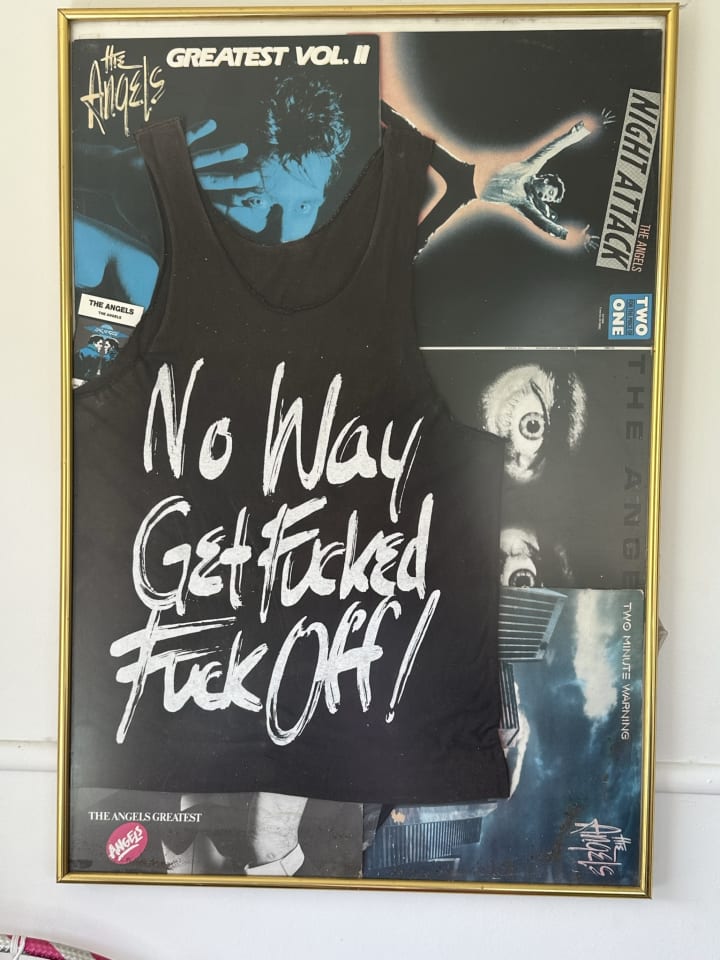 the Angels
GREATEST VOL. II
NIGHT ATTACK
THE ANGELS
TWO
ONE
THE ANGELS
THE ANGELS
THE ANGE
No Way
Get Fucked
Fuck Off!
TWO MINUTE WARNING
the Angels
THE ANGELS GREATEST
ANGELS